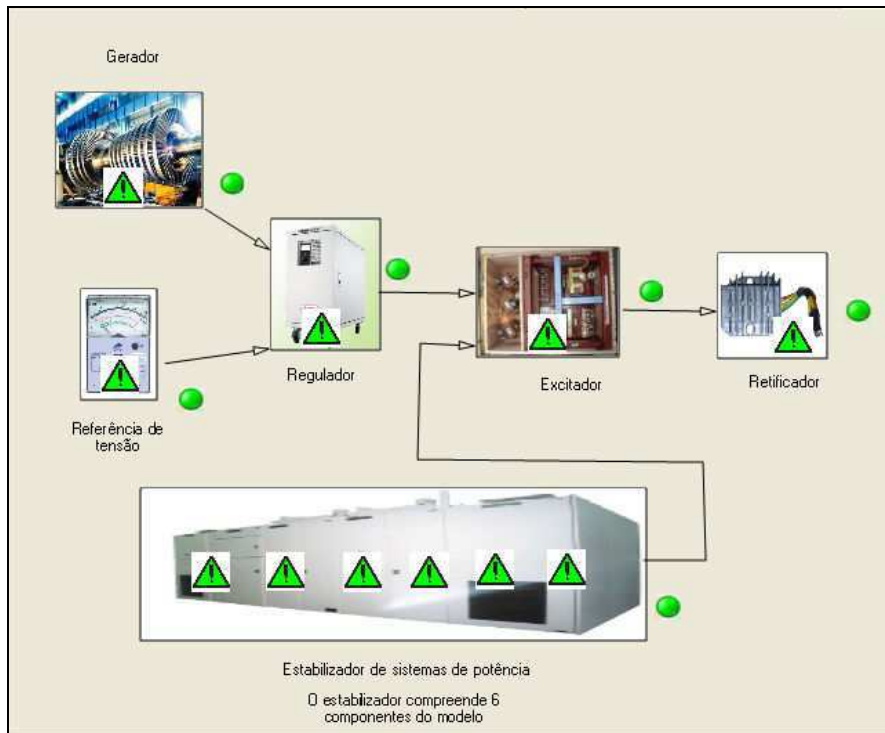 Gerador
Regulador
Excitador
Retificador
Referência de
tensão
Estabilizador de sistemas de potência
O estabilizador compreende 6
componentes do modelo